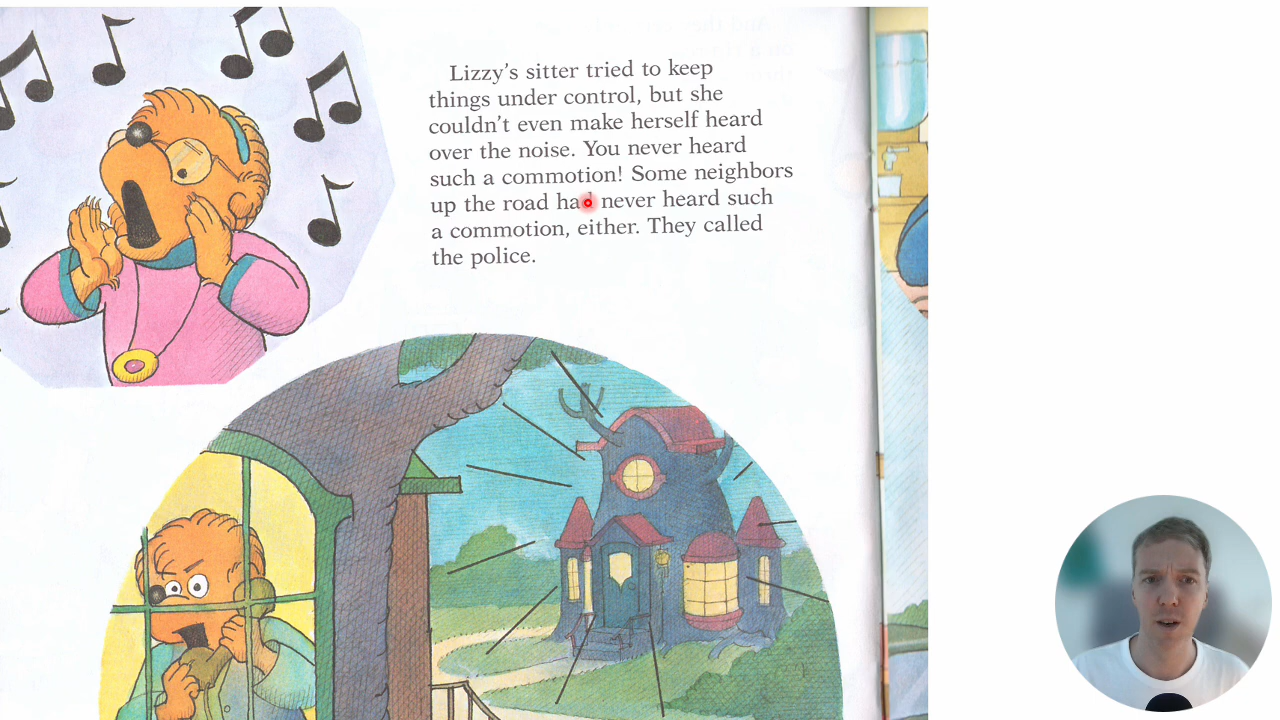 Lizzy's sitter tried to keep
things under control, but she
couldn't even make herself heard
over the noise. You never heard
such a commotion! Some neighbors
up the road had never heard such
a commotion, either. They called
the police.